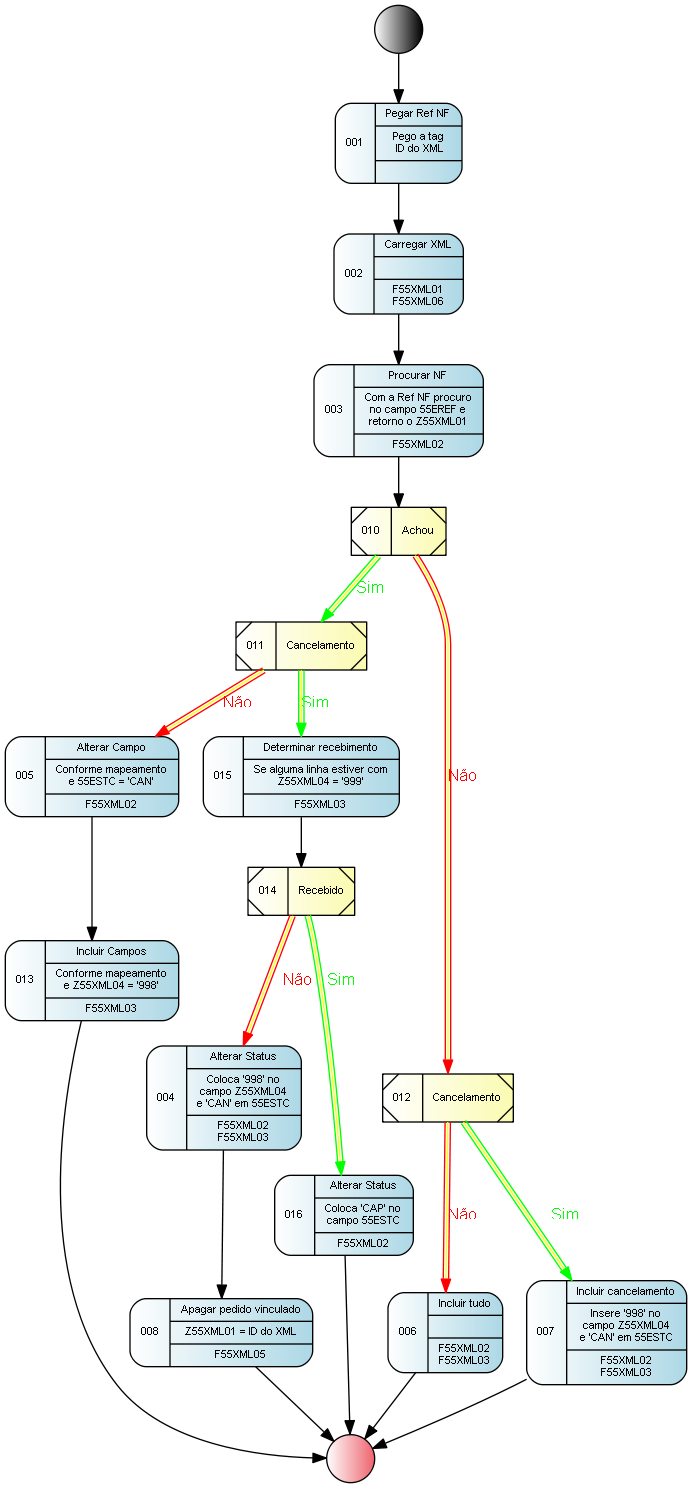 Pegar Ref NF
001
Pego a tag
ID do XML
Carregar XML
002
F55XML01
F55XML06
Procurar NF
003
Com a Ref NF procuro
no campo 55EREF e
retorno o Z55XML01
F55XML02
010
Achou
Sim
Não
011
Cancelamento
Não
Sim
Alterar Campo
005
Conforme mapeamento
e 55ESTC = 'CAN'
F55XML02
Determinar recebimento
015
Se alguma linha estiver com
Z55XML04 = '999'
F55XML03
014
Recebido
Não
Sim
Incluir Campos
013
Conforme mapeamento
e Z55XML04 = '998'
F55XML03
Alterar Status
004
Coloca '998' no
campo Z55XML04
e 'CAN' em 55ESTC
F55XML02
F55XML03
012
Cancelamento
Não
Sim
Alterar Status
016
Coloca 'CAP' no
campo 55ESTC
F55XML02
Apagar pedido vinculado
008
Z55XML01 = ID do XML
F55XML05
Incluir tudo
006
F55XML02
F55XML03
Incluir cancelamento
007
Insere '998' no
campo Z55XML04
e 'CAN' em 55ESTC
F55XML02
F55XML03